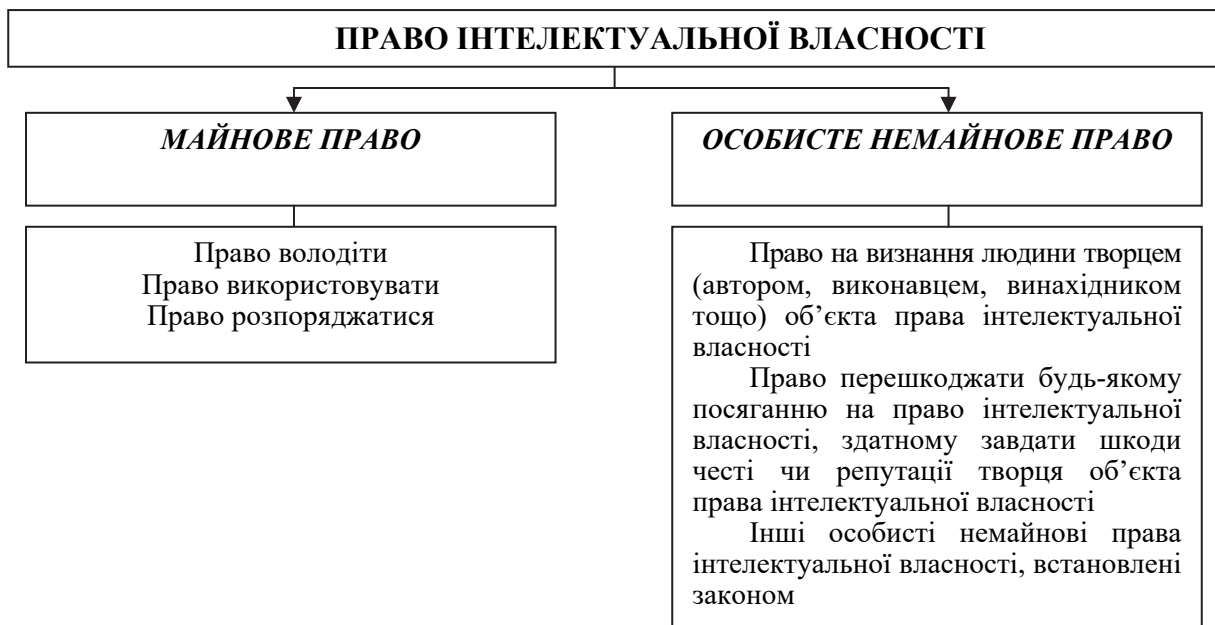 ПРАВО ІНТЕЛЕКТУАЛЬНОЇ ВЛАСНОСТІ
МАЙНОВЕ ПРАВО
Право володіти
Право використовувати
Право розпоряджатися
ОСОБИСТЕ НЕМАЙНОВЕ ПРАВО
Право на визнання людини творцем
(автором, виконавцем, винахідником
тощо) об’єкта права інтелектуальної
власності
Право перешкоджати будь-якому
посяганню на право інтелектуальної
власності, здатному завдати шкоди
честі чи репутації творця об’єкта
права інтелектуальної власності
Інші особисті немайнові права
інтелектуальної власності, встановлені
законом